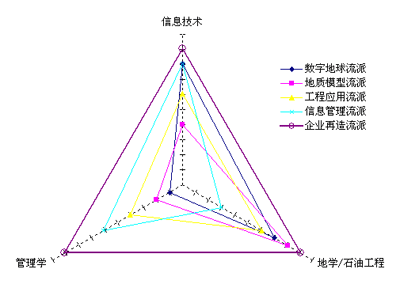 信息技术
数字地球流派
地质模型流派
工程应用流派
信息管理流派
企业再造流派
管理学
地学/石油工程